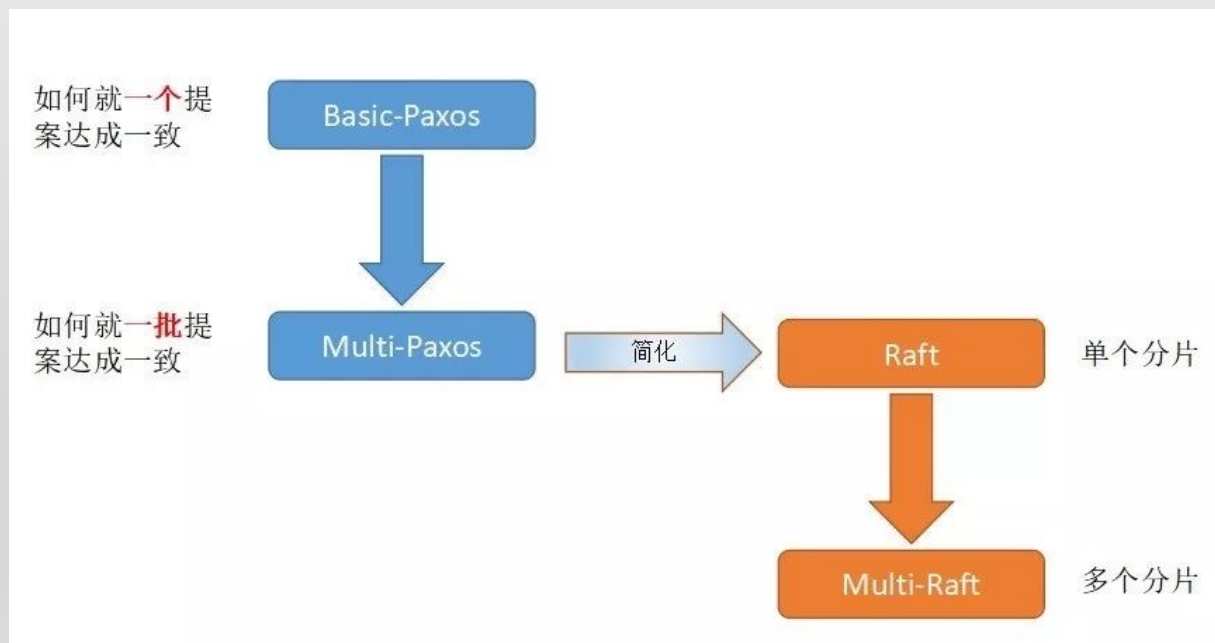 如何就一个提
案达成一致
Basic-Paxos
如何就一批提
案达成一致
Multi-Paxos
简化
Raft
单个分片
Multi-Raft
多个分片